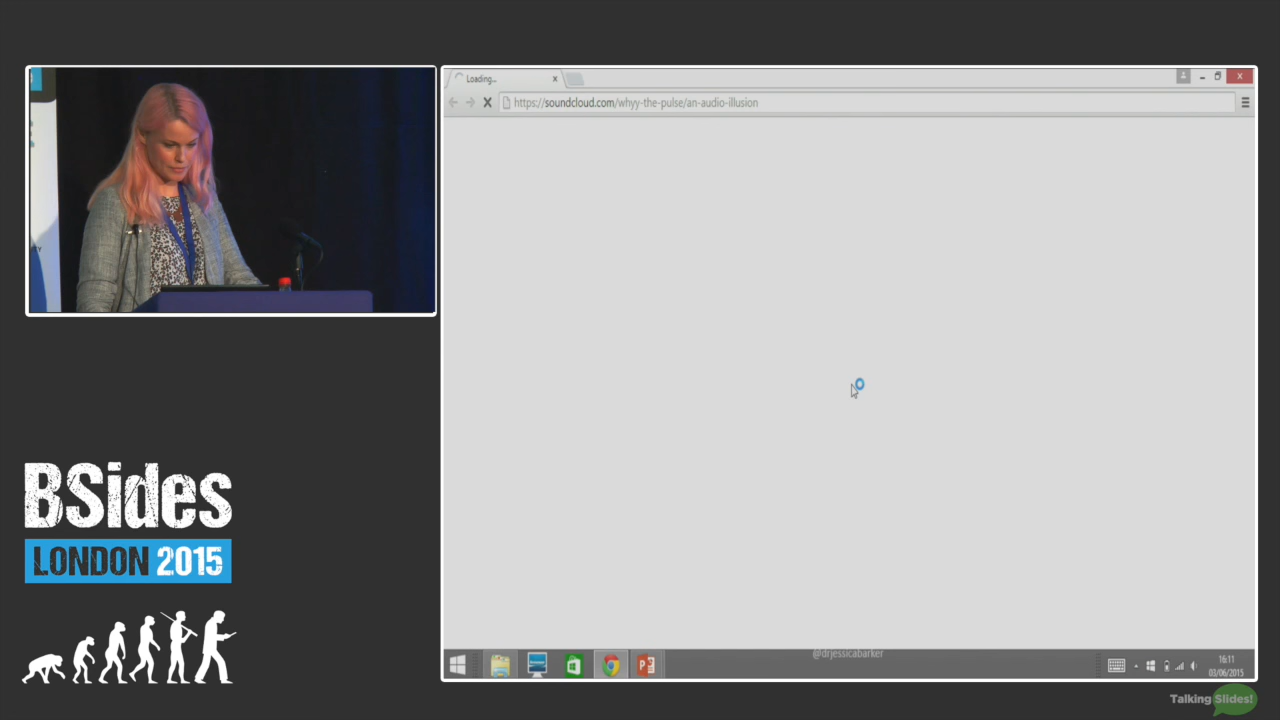 Loading...
https://soundcloud.com/whyy-the-pulse/an-audio-illusion
BSides
LONDON 2015
@drjessicabarker
16:11
03/06/2015
Talking Slides!